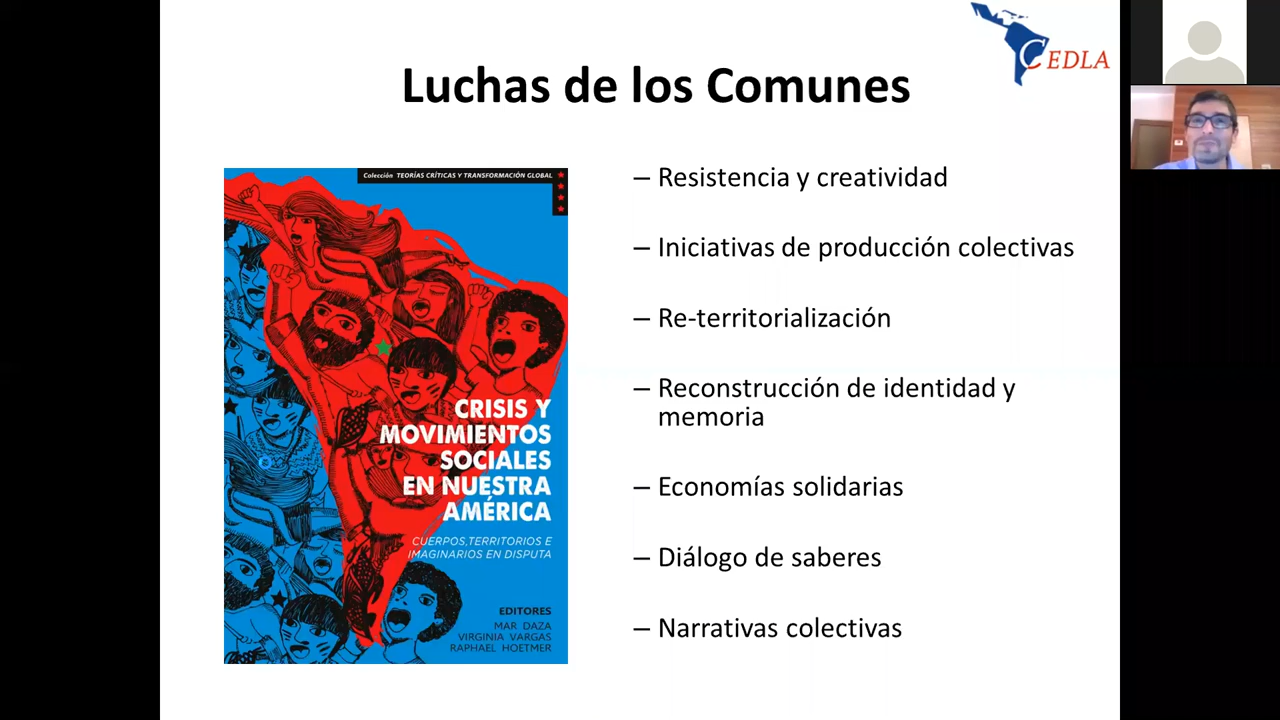 CEDLA
Luchas de los Comunes
Colección TEORÍAS CRÍTICAS Y TRANSFORMACIÓN GLOBAL
CRISIS Y
MOVIMIENTOS
SOCIALES
EN NUESTRA
AMÉRICA
CUERPOS, TERRITORIOS E
IMAGINARIOS EN DISPUTA
EDITORES
MAR DAZA
VIRGINIA VARGAS
RAPHAEL HOETMER
– Resistencia y creatividad
– Iniciativas de producción colectivas
– Re-territorialización
– Reconstrucción de identidad y
memoria
– Economías solidarias
– Diálogo de saberes
– Narrativas colectivas